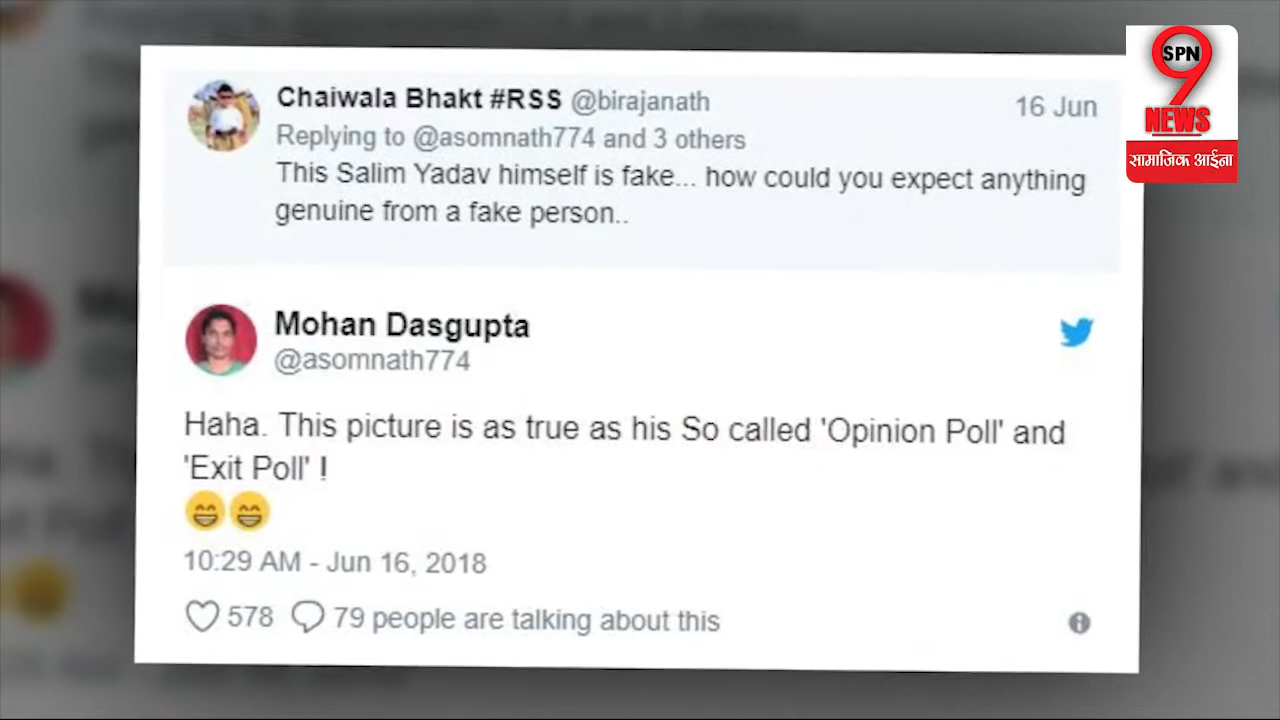 Chaiwala Bhakt #RSS @birajanath 16 Jun
Replying to @asomnath774 and 3 others
This Salim Yadav himself is fake... how could you expect anything
genuine from a fake person..
Mohan Dasgupta
@asomnath774
Haha. This picture is as true as his So called 'Opinion Poll' and
'Exit Poll' !
😄😄
10:29 AM - Jun 16, 2018
578 79 people are talking about this
SPN
9
NEWS
सामाजिक आईना